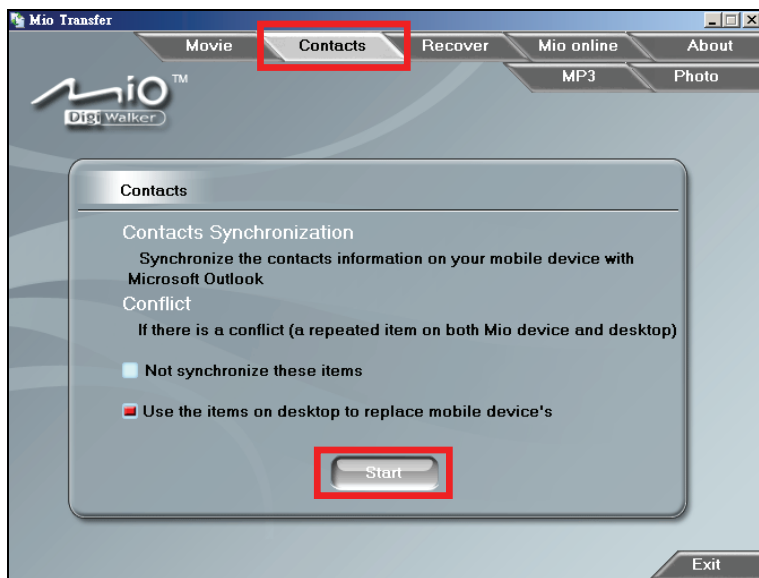 Mio Transfer
Movie Contacts Recover Mio online About
MP3 Photo
Mio TM
Digi Walker
Contacts
Contacts Synchronization
Synchronize the contacts information on your mobile device with
Microsoft Outlook
Conflict
If there is a conflict (a repeated item on both Mio device and desktop)
Not synchronize these items
Use the items on desktop to replace mobile device's
Start
Exit